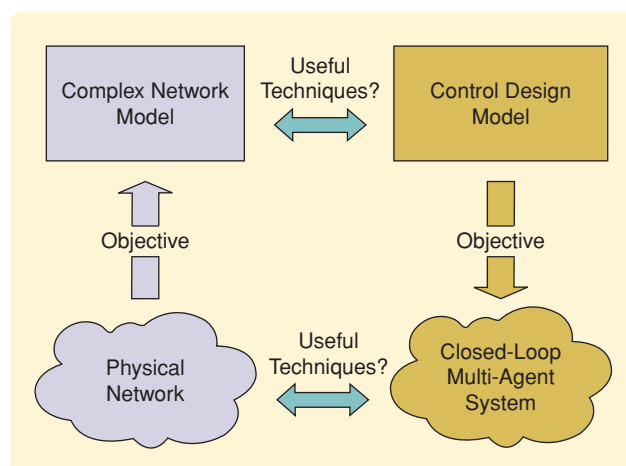 Complex Network
Model
Useful
Techniques?
Control Design
Model
Objective
Objective
Physical
Network
Useful
Techniques?
Closed-Loop
Multi-Agent
System